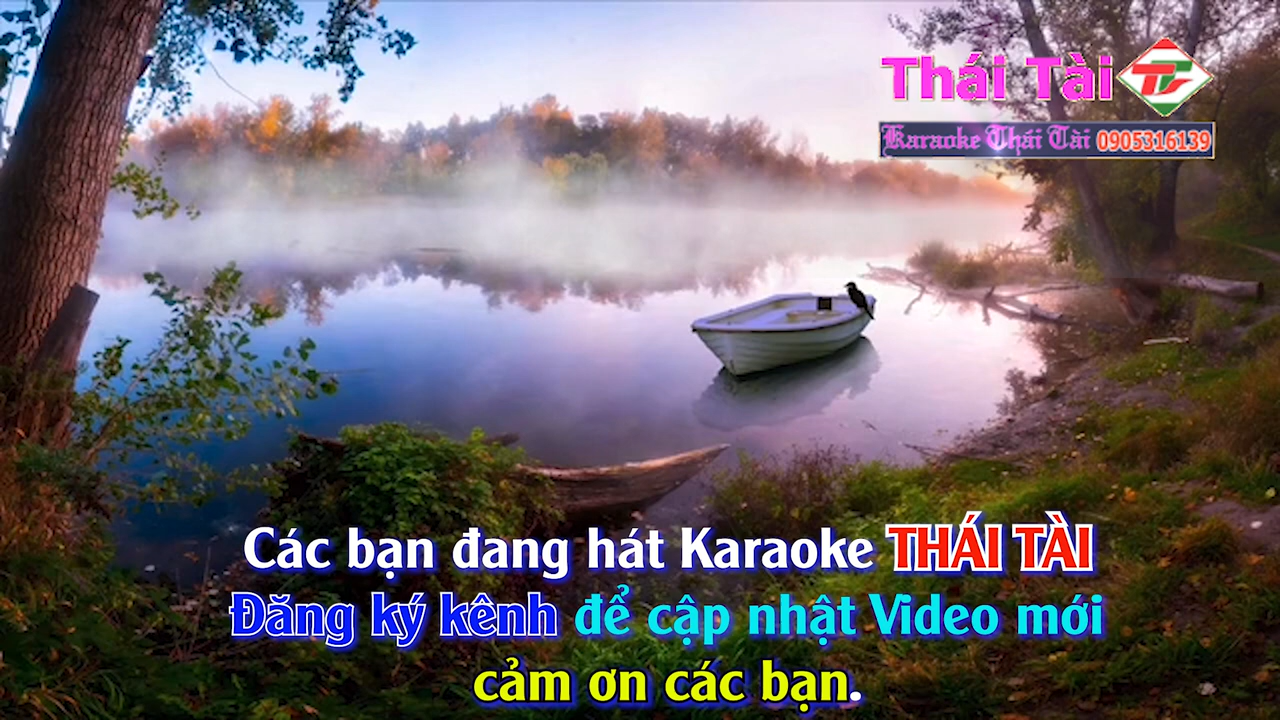 Thái Tài
Karaoke Thái Tài 0905316139
Các bạn đang hát Karaoke THÁI TÀI
Đăng ký kênh để cập nhật Video mới
cảm ơn các bạn.